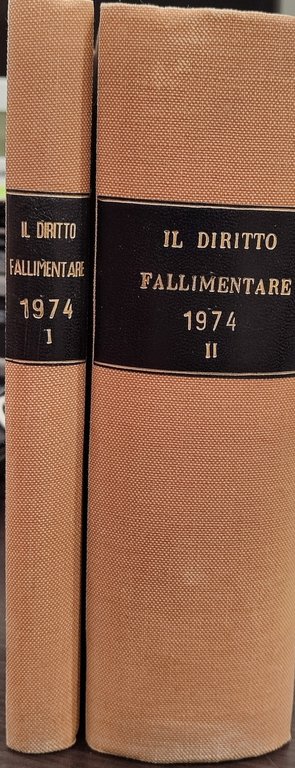 IL DIRITTO
FALLIMENTARE
1974
I
IL DIRITTO
FALLIMENTARE
1974
II